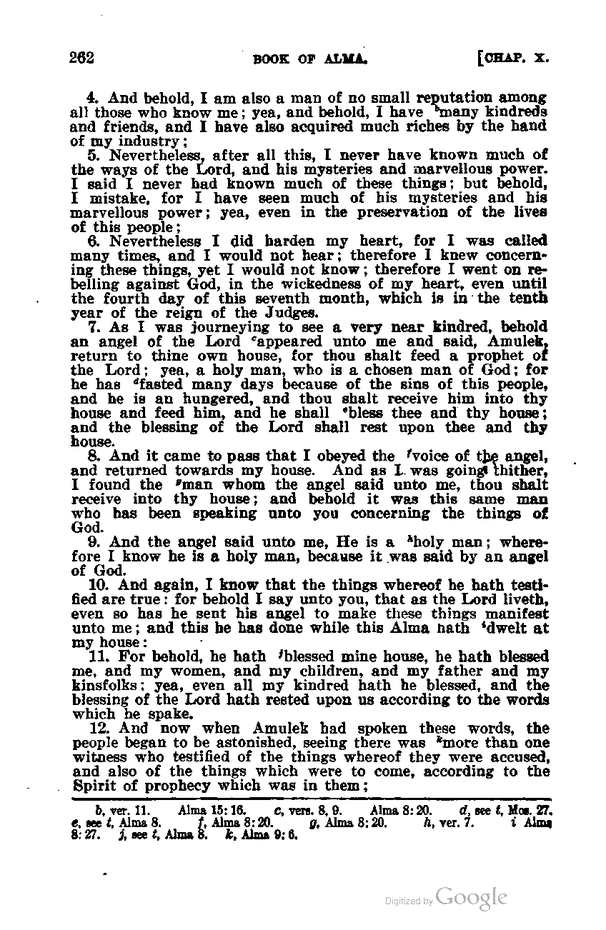 262 BOOK OF ALMA. [CHAP. X.
4. And behold, I am also a man of no small reputation among
all those who know me; yea, and behold, I have ᵇmany kindreds
and friends, and I have also acquired much riches by the hand
of my industry;
5. Nevertheless, after all this, I never have known much of
the ways of the Lord, and his mysteries and marvellous power.
I said I never had known much of these things; but behold,
I mistake, for I have seen much of his mysteries and his
marvellous power; yea, even in the preservation of the lives
of this people;
6. Nevertheless I did harden my heart, for I was called
many times, and I would not hear; therefore I knew concern-
ing these things, yet I would not know; therefore I went on re-
belling against God, in the wickedness of my heart, even until
the fourth day of this seventh month, which is in the tenth
year of the reign of the Judges.
7. As I was journeying to see a very near kindred, behold
an angel of the Lord ᶜappeared unto me and said, Amulek,
return to thine own house, for thou shalt feed a prophet of
the Lord; yea, a holy man, who is a chosen man of God; for
he has ᵈfasted many days because of the sins of this people,
and he is an hungered, and thou shalt receive him into thy
house and feed him, and he shall ᵉbless thee and thy house;
and the blessing of the Lord shall rest upon thee and thy
house.
8. And it came to pass that I obeyed the ᶠvoice of the angel,
and returned towards my house. And as I was going thither,
I found the ᵍman whom the angel said unto me, thou shalt
receive into thy house; and behold it was this same man
who has been speaking unto you concerning the things of
God.
9. And the angel said unto me, He is a ʰholy man; where-
fore I know he is a holy man, because it was said by an angel
of God.
10. And again, I know that the things whereof he hath testi-
fied are true: for behold I say unto you, that as the Lord liveth,
even so has he sent his angel to make these things manifest
unto me; and this he has done while this Alma hath ⁱdwelt at
my house:
11. For behold, he hath ʲblessed mine house, he hath blessed
me, and my women, and my children, and my father and my
kinsfolks; yea, even all my kindred hath he blessed, and the
blessing of the Lord hath rested upon us according to the words
which he spake.
12. And now when Amulek had spoken these words, the
people began to be astonished, seeing there was ᵏmore than one
witness who testified of the things whereof they were accused,
and also of the things which were to come, according to the
Spirit of prophecy which was in them;
b, ver. 11. Alma 15:16. c, vers. 8, 9. Alma 8:20. d, see t, Mos. 27.
e, see t, Alma 8. f, Alma 8:20. g, Alma 8:20. h, ver. 7. i Alma
8:27. j, see t, Alma 8. k, Alma 9:6.
Digitized by Google